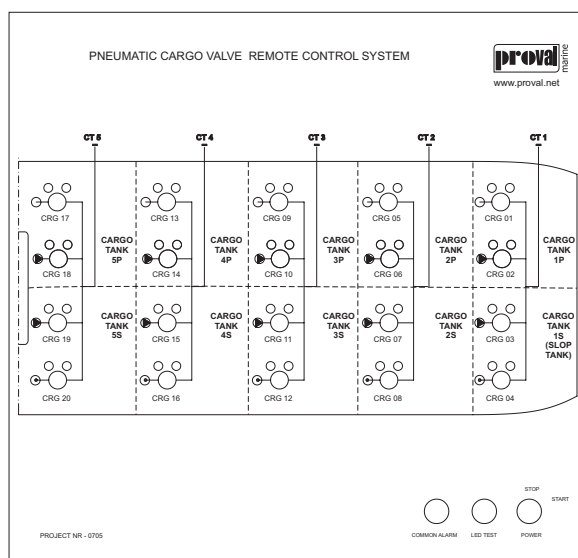 PNEUMATIC CARGO VALVE REMOTE CONTROL SYSTEM
proval marine
www.proval.net
CT 5 CT 4 CT 3 CT 2 CT 1
CRG 17 CRG 13 CRG 09 CRG 05 CRG 01
CARGO TANK 5P
CARGO TANK 4P
CARGO TANK 3P
CARGO TANK 2P
CARGO TANK 1P
CRG 18 CRG 14 CRG 10 CRG 06 CRG 02
CARGO TANK 5S
CARGO TANK 4S
CARGO TANK 3S
CARGO TANK 2S
CARGO TANK 1S (SLOP TANK)
CRG 19 CRG 15 CRG 11 CRG 07 CRG 03
CRG 20 CRG 16 CRG 12 CRG 08 CRG 04
STOP
START
PROJECT NR - 0705
COMMON ALARM LED TEST POWER